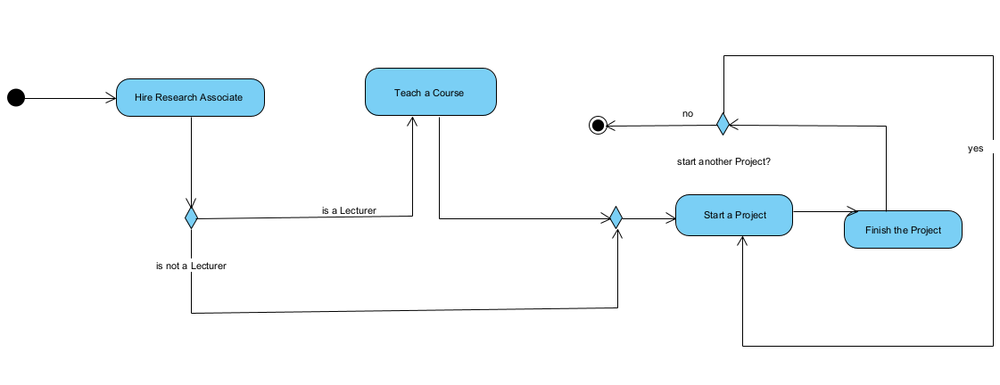 Hire Research Associate
Teach a Course
no
yes
start another Project?
is a Lecturer
Start a Project
Finish the Project
is not a Lecturer